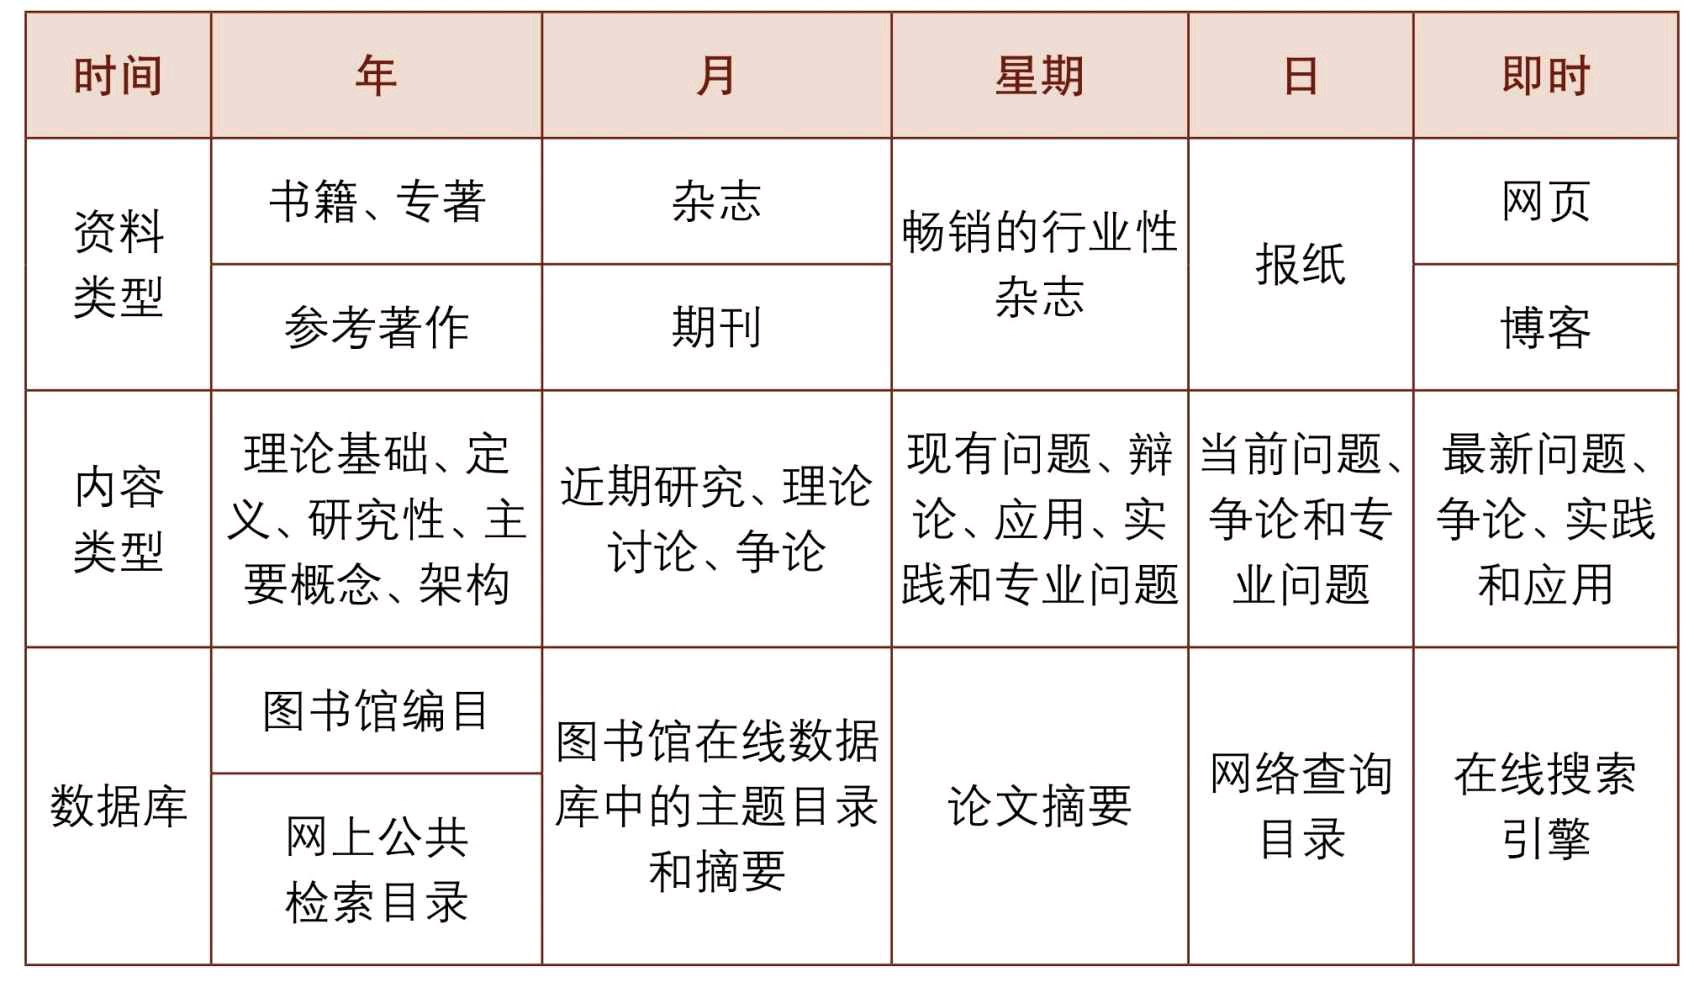 时间
年
月
星期
日
即时
资料
类型
书籍、专著
杂志
畅销的行业性
杂志
报纸
网页
参考著作
期刊
博客
内容
类型
理论基础、定
义、研究性、主
要概念、架构
近期研究、理论
讨论、争论
现有问题、辩
论、应用、实
践和专业问题
当前问题、
争论和专
业问题
最新问题、
争论、实践
和应用
数据库
图书馆编目
网上公共
检索目录
图书馆在线数据
库中的主题目录
和摘要
论文摘要
网络查询
目录
在线搜索
引擎